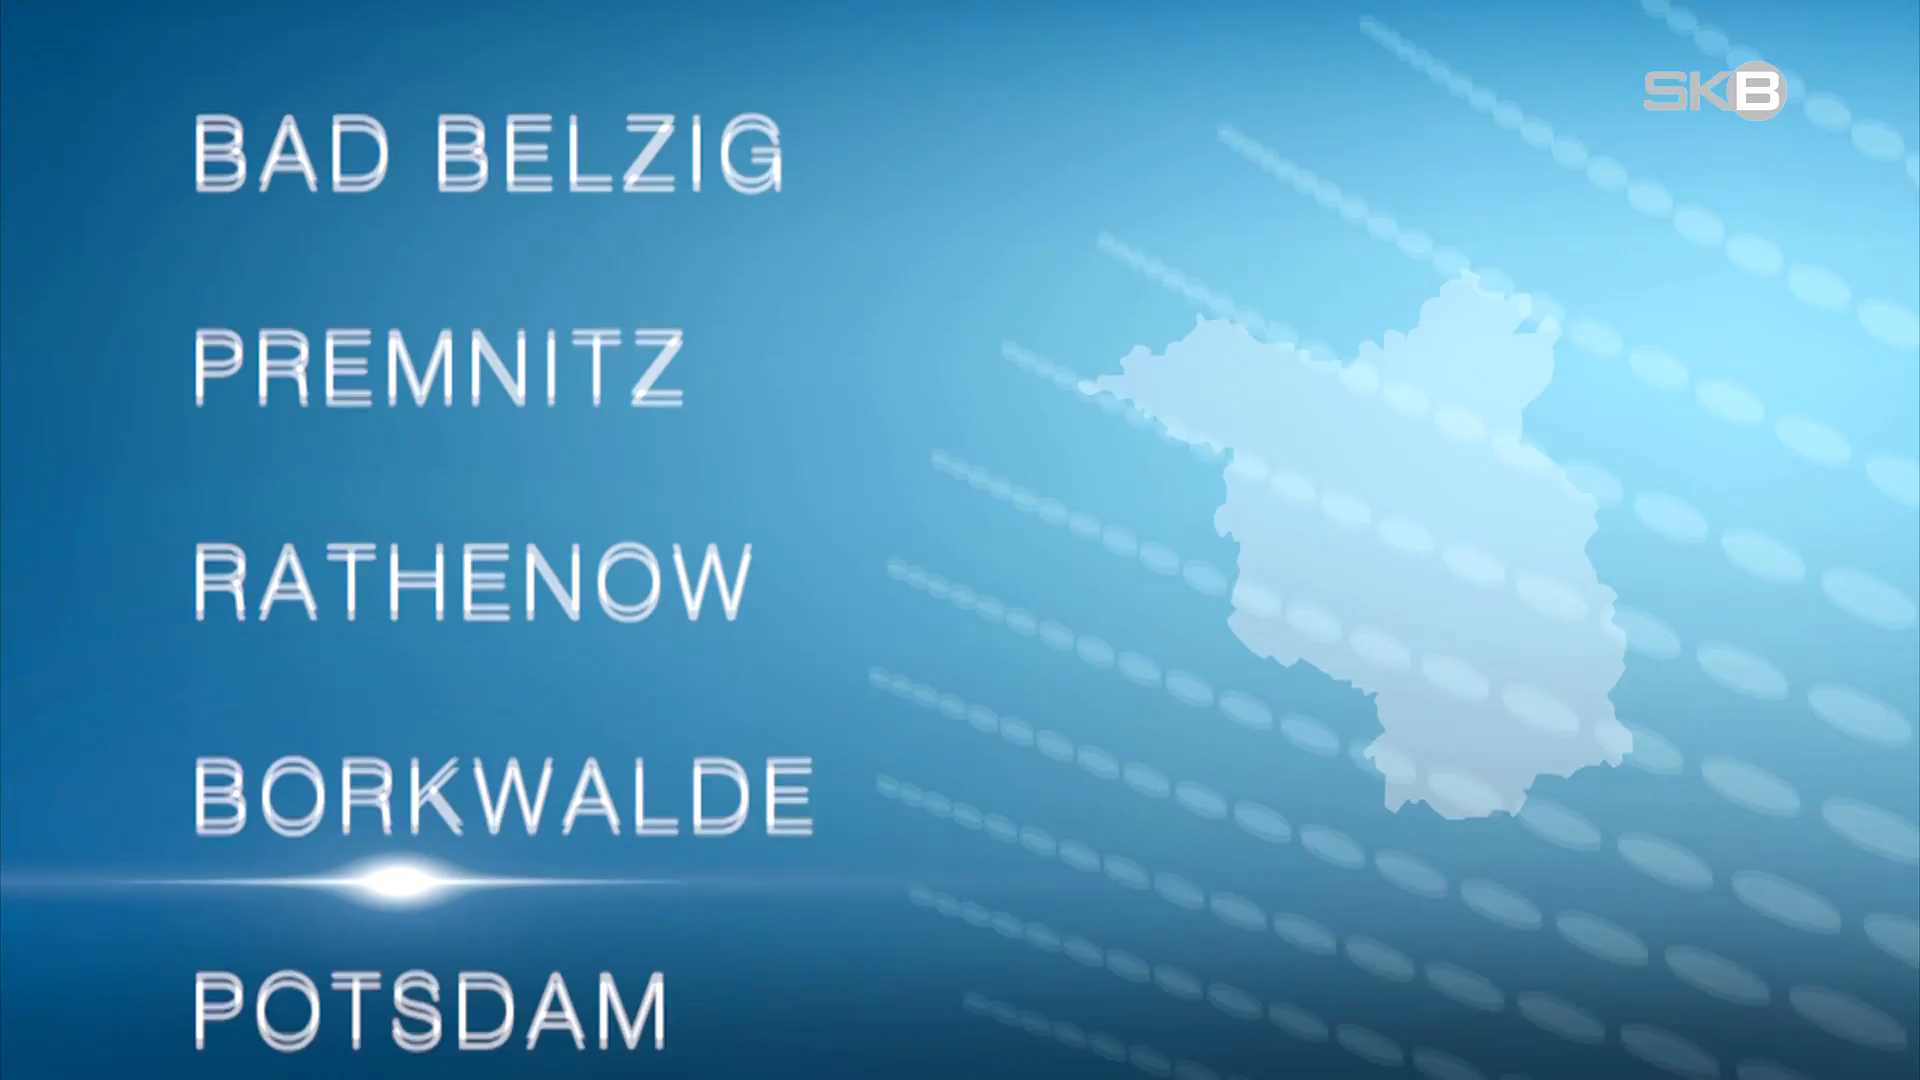 SKB
BAD BELZIG
PREMNITZ
RATHENOW
BORKWALDE
POTSDAM